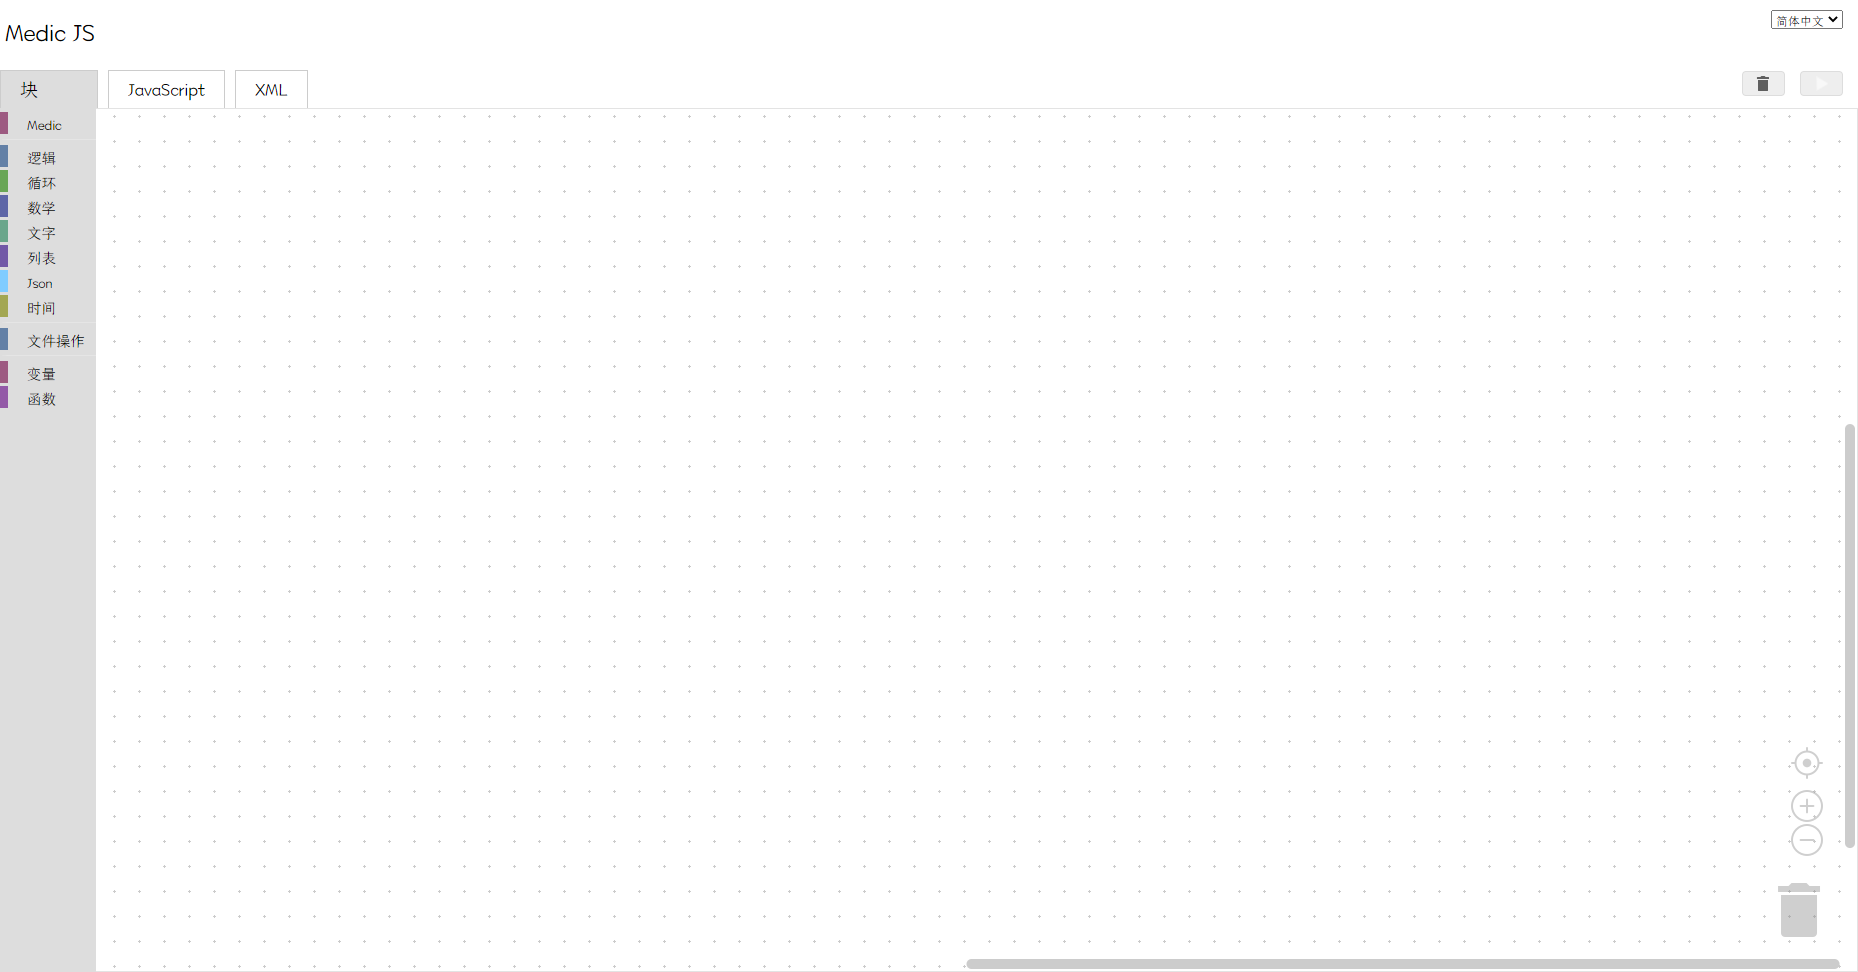 Medic JS
简体中文
块
JavaScript
XML
Medic
逻辑
循环
数学
文字
列表
Json
时间
文件操作
变量
函数